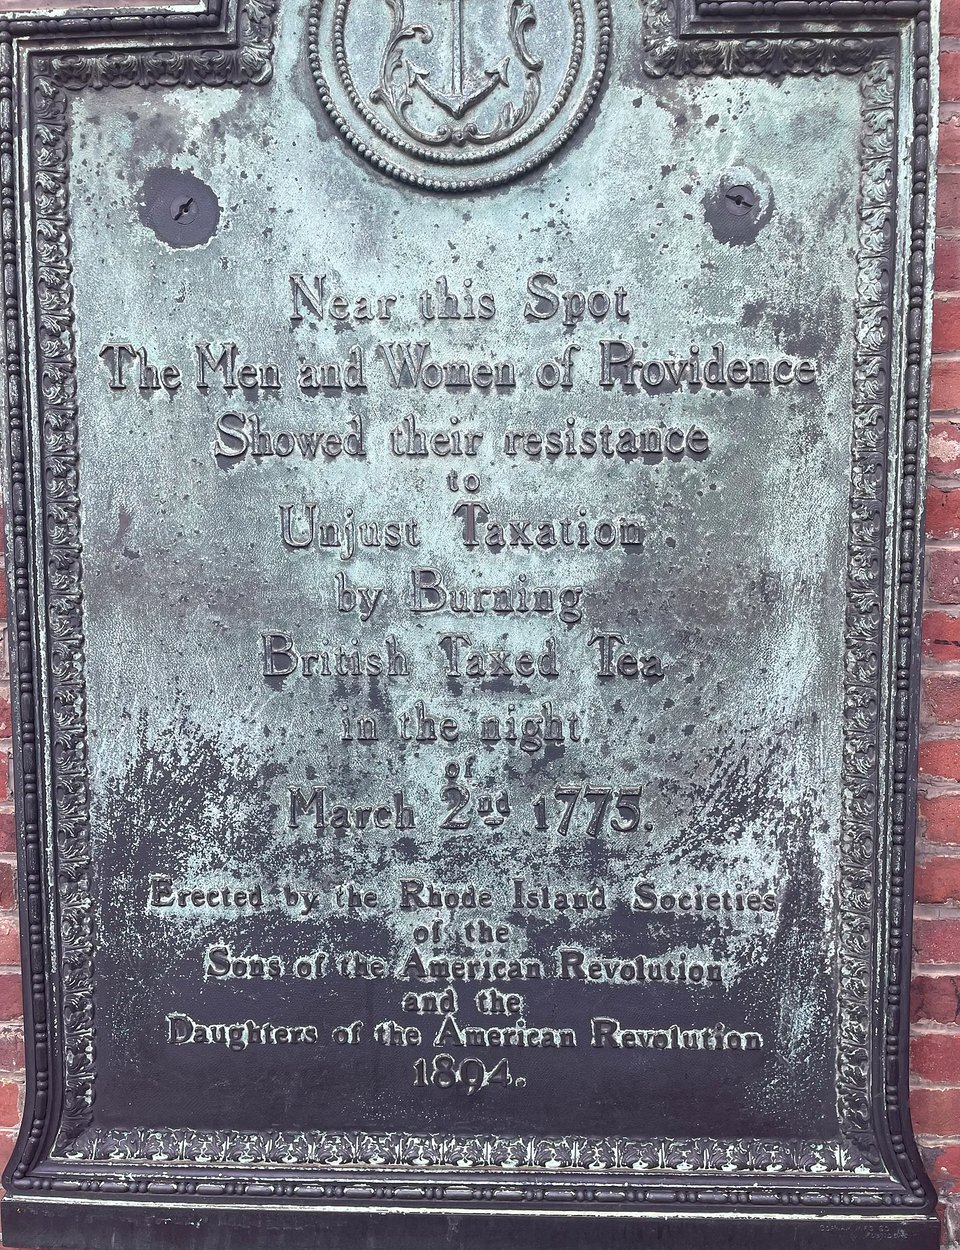 Near this Spot
The Men and Women of Providence
Showed their resistance
to
Unjust Taxation
by Burning
British Taxed Tea
in the night
of
March 2nd 1775.
Erected by the Rhode Island Societies
of the
Sons of the American Revolution
and the
Daughters of the American Revolution
1894.